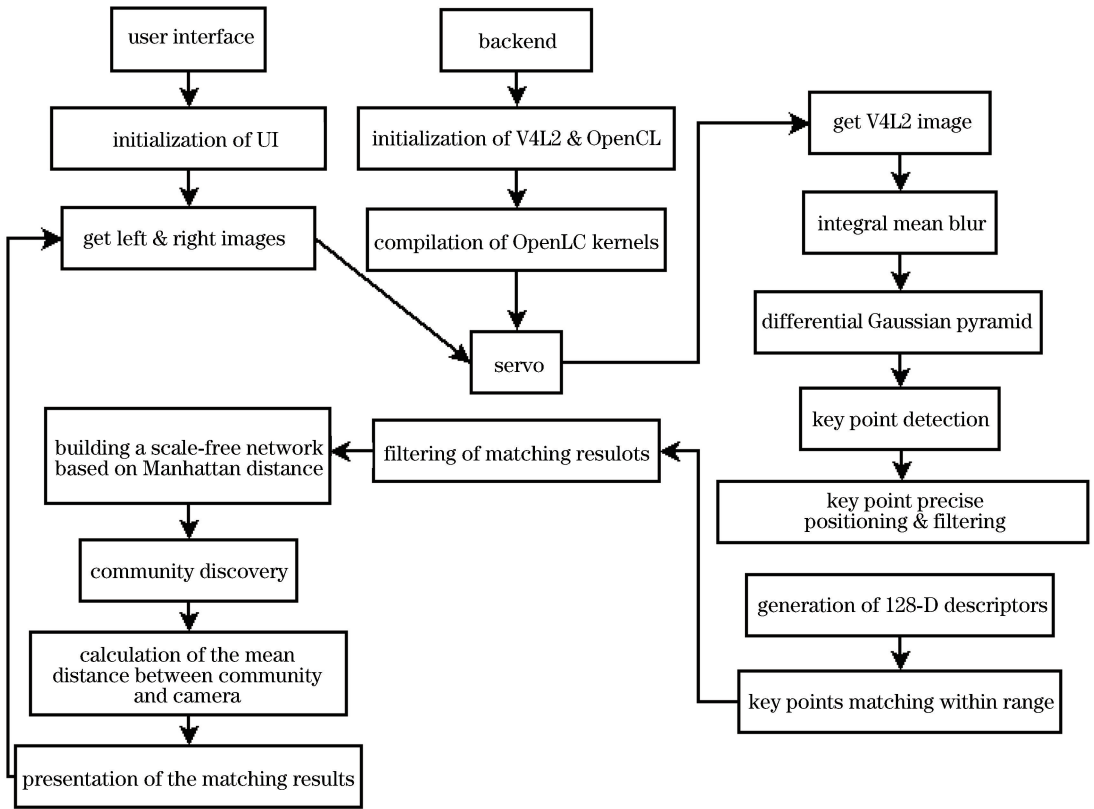 user interface
initialization of UI
get left & right images
backend
initialization of V4L2 & OpenCL
compilation of OpenLC kernels
servo
get V4L2 image
integral mean blur
differential Gaussian pyramid
key point detection
key point precise
positioning & filtering
generation of 128-D descriptors
key points matching within range
filtering of matching resulots
building a scale-free network
based on Manhattan distance
community discovery
calculation of the mean
distance between community
and camera
presentation of the matching results